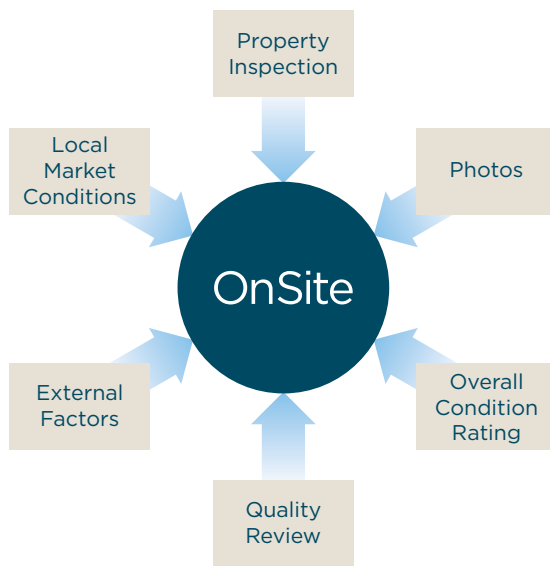 Property
Inspection
Local
Market
Conditions
Photos
OnSite
External
Factors
Overall
Condition
Rating
Quality
Review